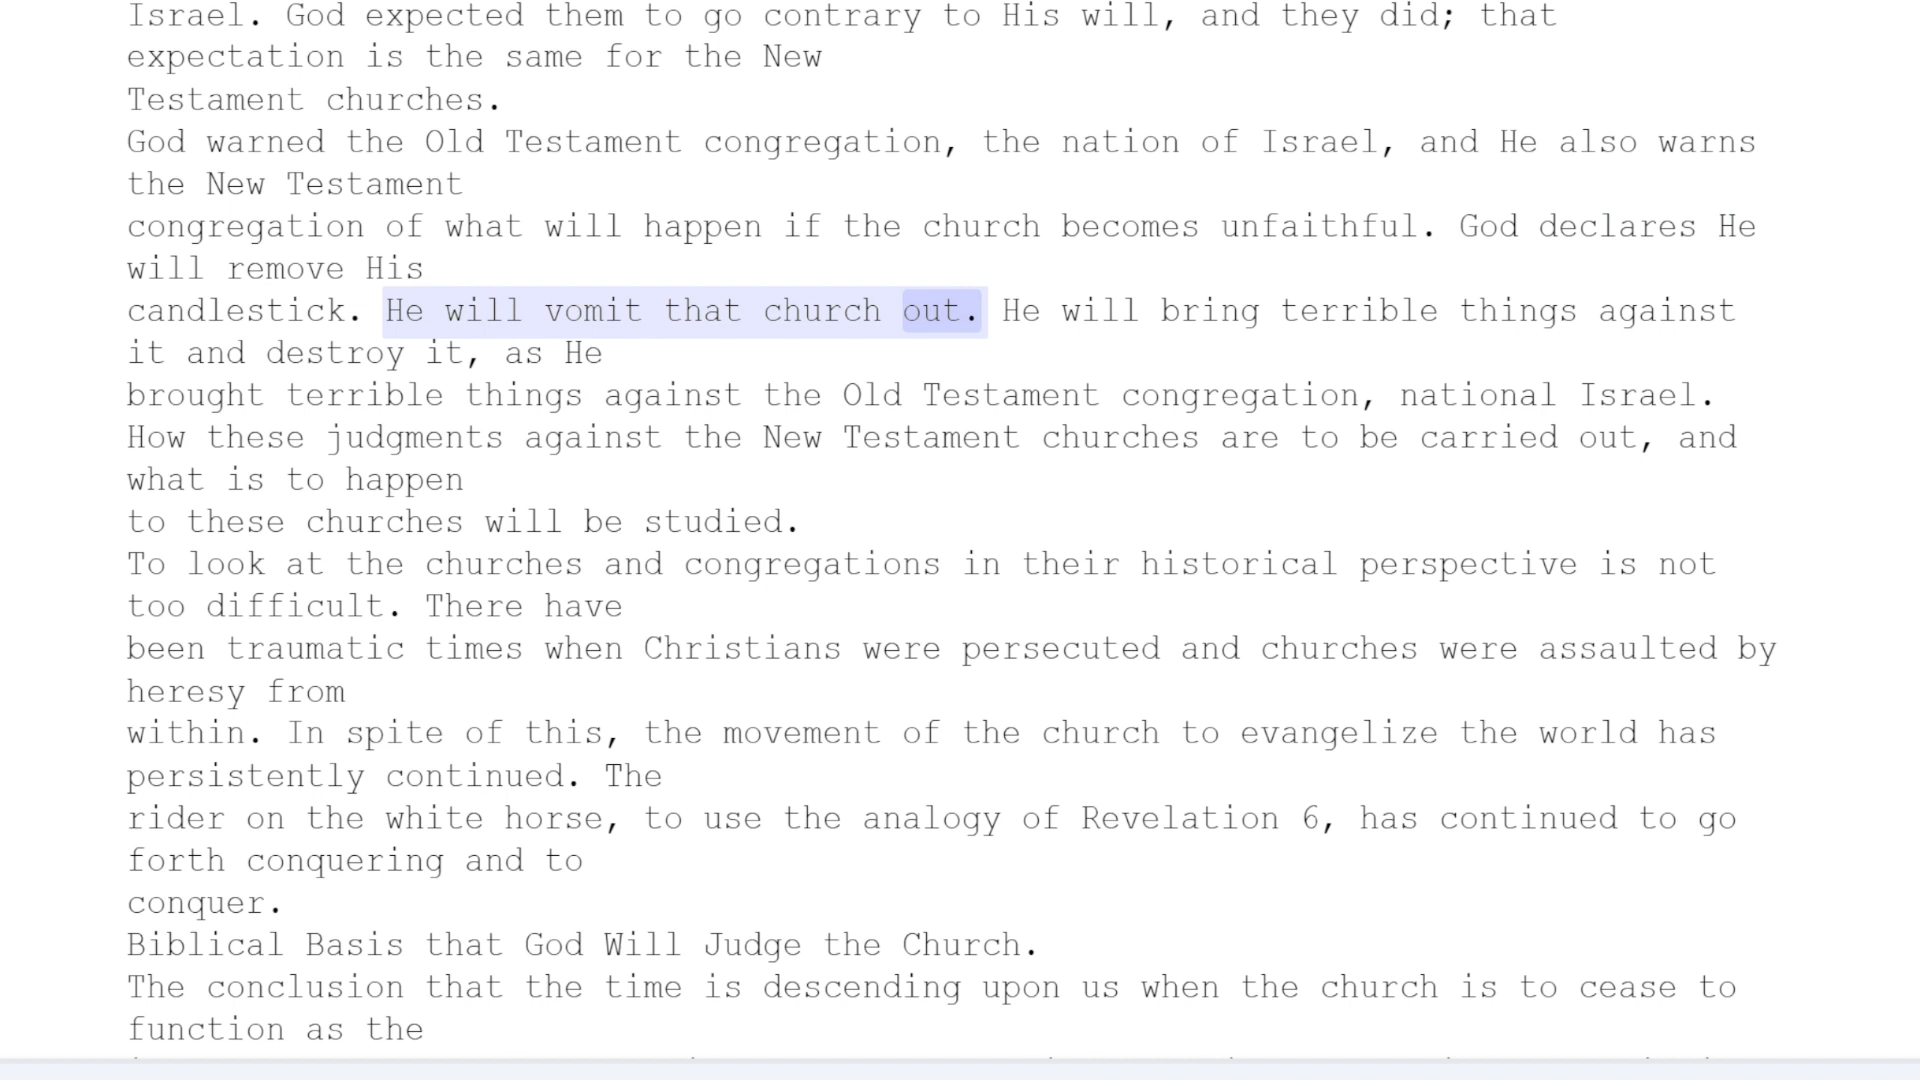 Israel. God expected them to go contrary to His will, and they did; that
expectation is the same for the New
Testament churches.
God warned the Old Testament congregation, the nation of Israel, and He also warns
the New Testament
congregation of what will happen if the church becomes unfaithful. God declares He
will remove His
candlestick. He will vomit that church out. He will bring terrible things against
it and destroy it, as He
brought terrible things against the Old Testament congregation, national Israel.
How these judgments against the New Testament churches are to be carried out, and
what is to happen
to these churches will be studied.
To look at the churches and congregations in their historical perspective is not
too difficult. There have
been traumatic times when Christians were persecuted and churches were assaulted by
heresy from
within. In spite of this, the movement of the church to evangelize the world has
persistently continued. The
rider on the white horse, to use the analogy of Revelation 6, has continued to go
forth conquering and to
conquer.
Biblical Basis that God Will Judge the Church.
The conclusion that the time is descending upon us when the church is to cease to
function as the